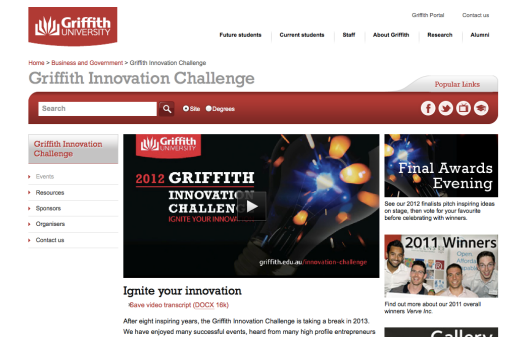 Griffith Portal Contact us
Griffith
UNIVERSITY
Future students Current students Staff About Griffith Research Alumni
Home > Business and Government > Griffith Innovation Challenge
Griffith Innovation Challenge
Popular Links
Search Site Degrees
Griffith Innovation
Challenge
Events
Resources
Sponsors
Organisers
Contact us
Griffith
UNIVERSITY
2012 GRIFFITH
INNOVATION
CHALLENGE
IGNITE YOUR INNOV
griffith.edu.au/innovation-challenge
Ignite your innovation
Save video transcript (DOCX 16k)
After eight inspiring years, the Griffith Innovation Challenge is taking a break in 2013.
We have enjoyed many successful events, heard from many high profile entrepreneurs
Final Awards
Evening
See our 2012 finalists pitch inspiring ideas
on stage, then vote for your favourite
before celebrating with winners.
2011 Winners
Find out more about our 2011 overall
winners Verve Inc.
Gallery